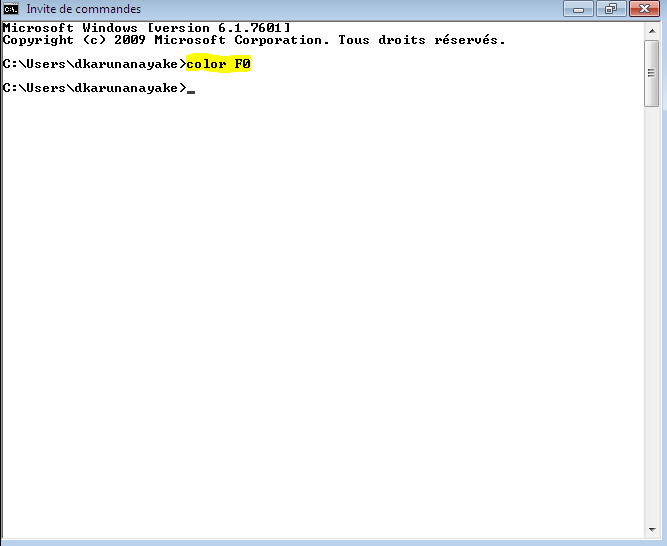 Invite de commandes
Microsoft Windows [version 6.1.7601]
Copyright (c) 2009 Microsoft Corporation. Tous droits réservés.
C:\Users\dkarunanayake>color F0
C:\Users\dkarunanayake>_